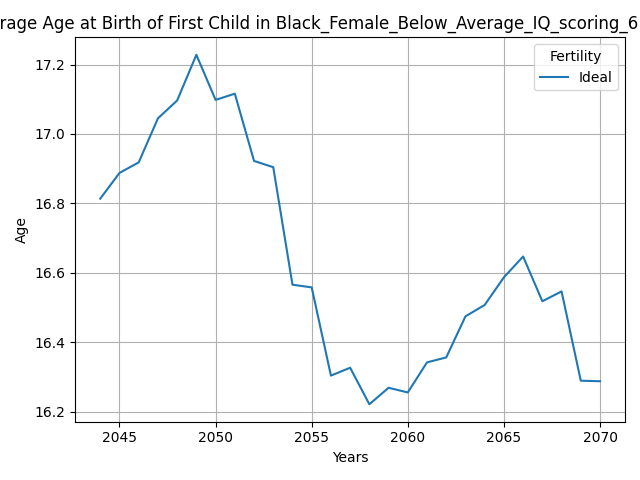 rage Age at Birth of First Child in Black_Female_Below_Average_IQ_scoring_6
Fertility
Ideal
17.2
17.0
16.8
16.6
16.4
16.2
Age
2045 2050 2055 2060 2065 2070
Years